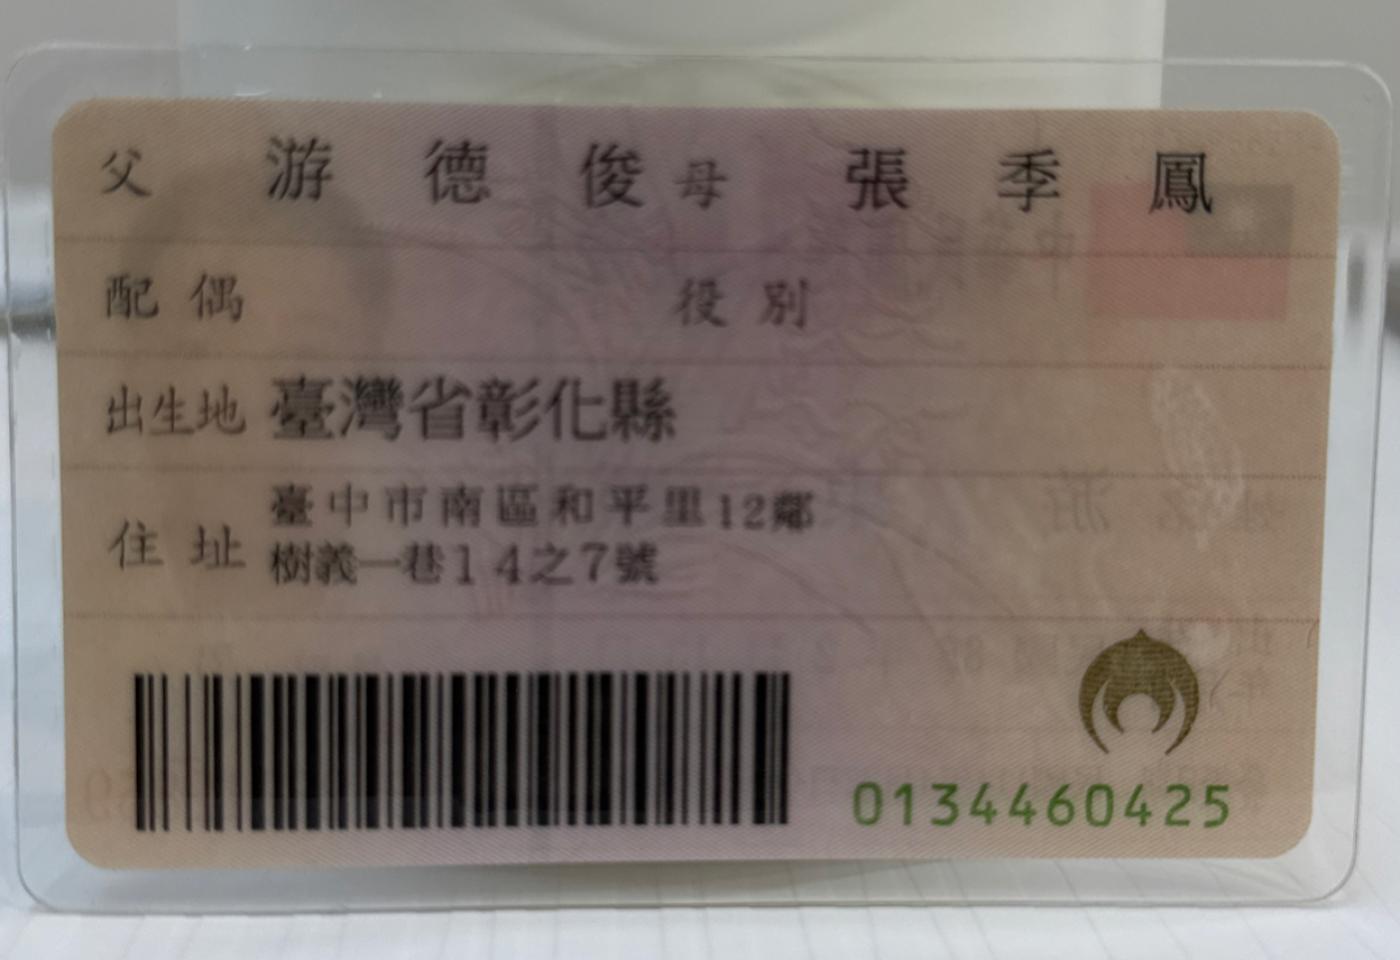 父 游德俊 母 張季鳳
配偶 役別
出生地 臺灣省彰化縣
住址 臺中市南區和平里12鄰
樹義一巷14之7號
0134460425